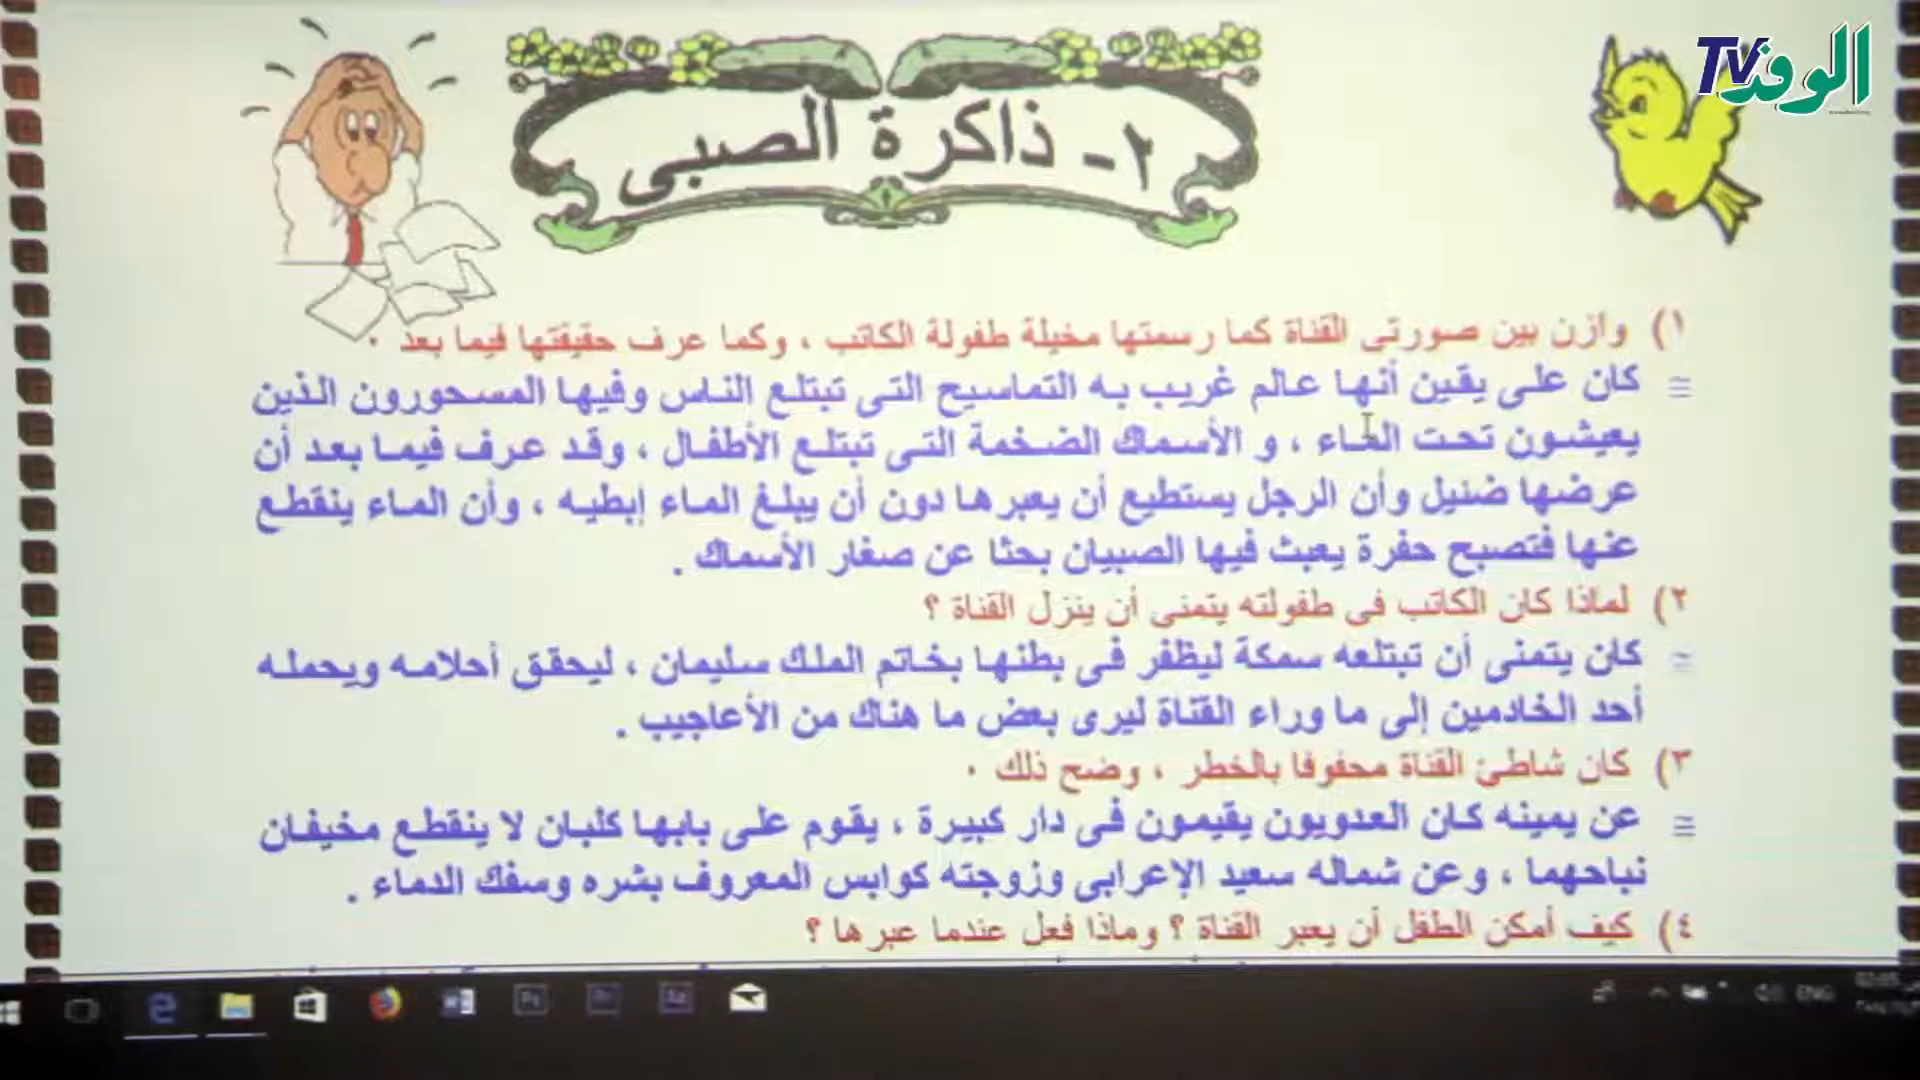 الوفد TV
٢- ذاكرة الصبى
١) وازن بين صورتى القناة كما رسمتها مخيلة طفولة الكاتب ، وكما عرف حقيقتها فيما بعد ٠
كان على يقين أنها عالم غريب به التماسيح التى تبتلع الناس وفيها المسحورون الذين
يعيشون تحت الماء ، و الأسماك الضخمة التى تبتلع الأطفال ، وقد عرف فيما بعد أن
عرضها ضئيل وأن الرجل يستطيع أن يعبرها دون أن يبلغ الماء إبطيه ، وأن الماء ينقطع
عنها فتصبح حفرة يعبث فيها الصبيان بحثا عن صغار الأسماك .
٢) لماذا كان الكاتب فى طفولته يتمنى أن ينزل القناة ؟
كان يتمنى أن تبتلعه سمكة ليظفر فى بطنها بخاتم الملك سليمان ، ليحقق أحلامه ويحمله
أحد الخادمين إلى ما وراء القناة ليرى بعض ما هناك من الأعاجيب .
٣) كان شاطئ القناة محفوفا بالخطر ، وضح ذلك ٠
عن يمينه كان العدويون يقيمون فى دار كبيرة ، يقوم على بابها كلبان لا ينقطع مخيفان
نباحهما ، وعن شماله سعيد الإعرابى وزوجته كوابس المعروف بشره وسفك الدماء .
٤) كيف أمكن الطفل أن يعبر القناة ؟ وماذا فعل عندما عبرها ؟
ENG